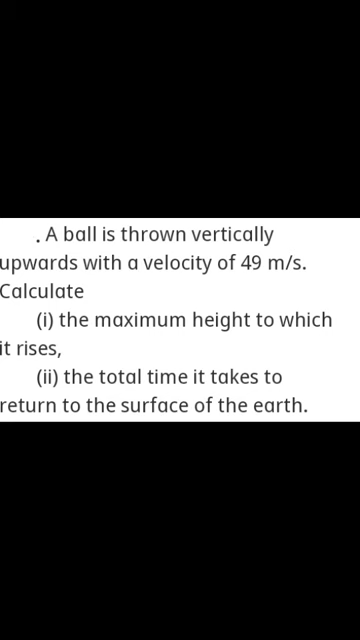 . A ball is thrown vertically
upwards with a velocity of 49 m/s.
Calculate
(i) the maximum height to which
it rises,
(ii) the total time it takes to
return to the surface of the earth.